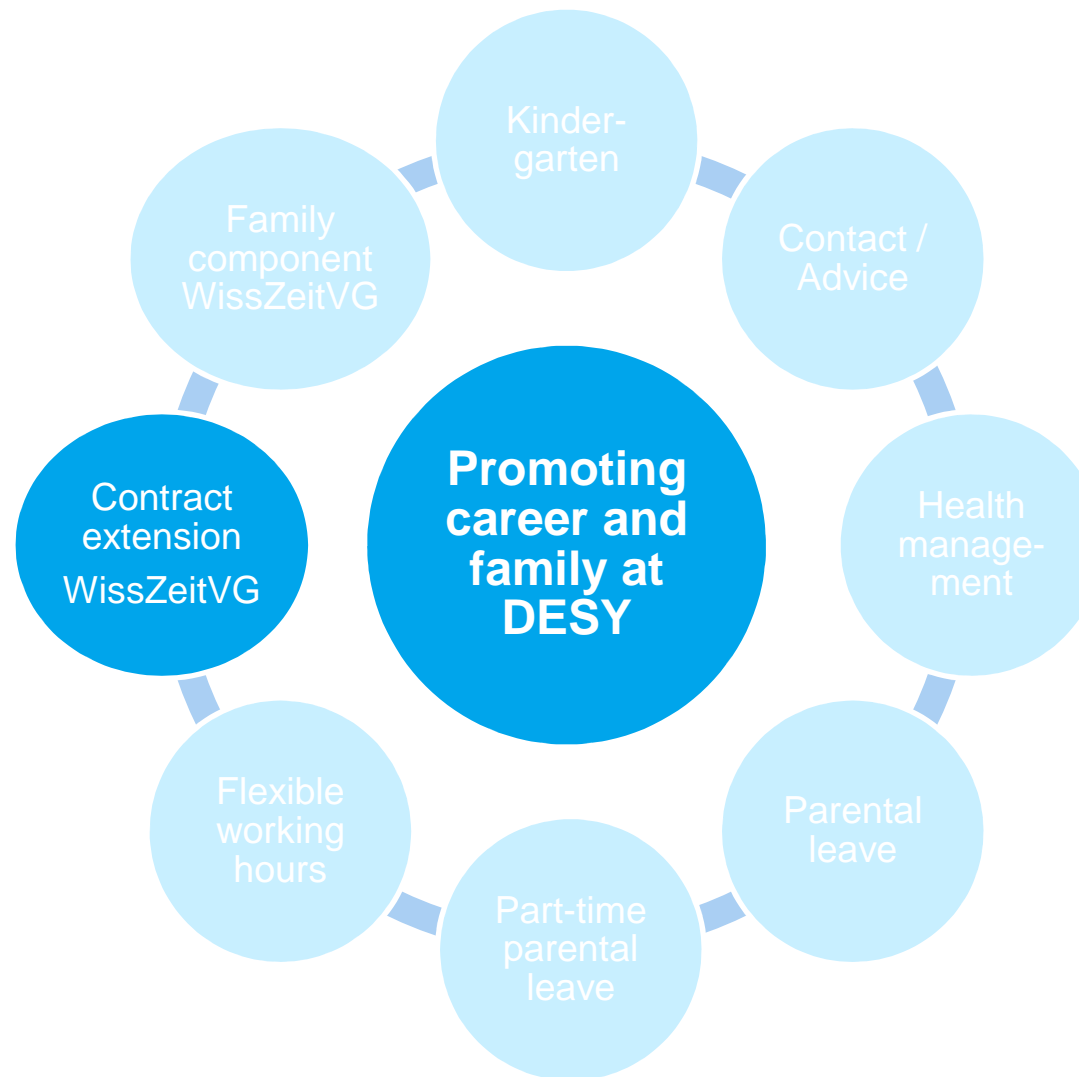 Kinder-
garten
Contact /
Advice
Health
manage-
ment
Parental
leave
Part-time
parental
leave
Flexible
working
hours
Contract
extension
WissZeitVG
Family
component
WissZeitVG
Promoting
career and
family at
DESY